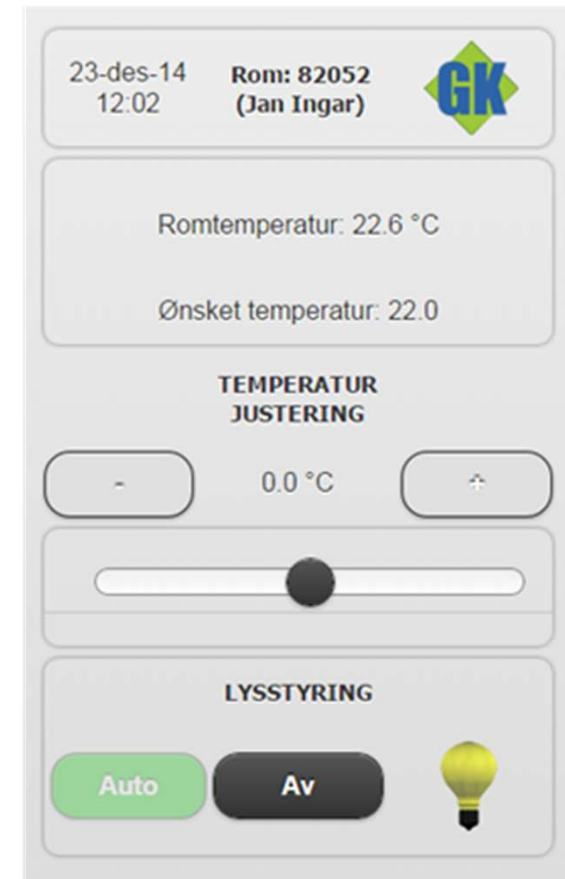 23-des-14
12:02
Rom: 82052
(Jan Ingar)
GK
Romtemperatur: 22.6 °C
Ønsket temperatur: 22.0
TEMPERATUR
JUSTERING
- 0.0 °C +
LYSSTYRING
Auto Av